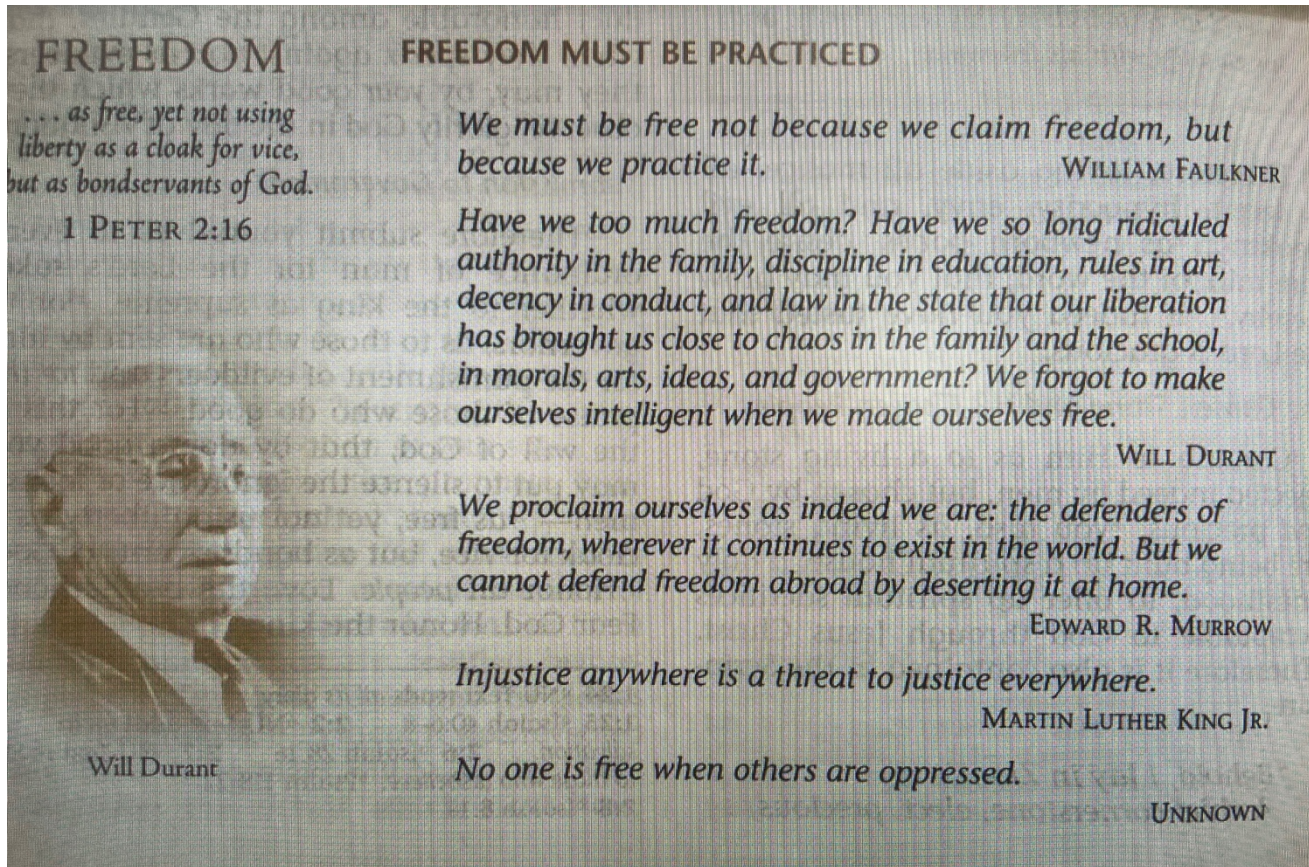 FREEDOM
. . . as free, yet not using
liberty as a cloak for vice,
but as bondservants of God.
1 PETER 2:16
Will Durant
FREEDOM MUST BE PRACTICED
We must be free not because we claim freedom, but
because we practice it. WILLIAM FAULKNER
Have we too much freedom? Have we so long ridiculed
authority in the family, discipline in education, rules in art,
decency in conduct, and law in the state that our liberation
has brought us close to chaos in the family and the school,
in morals, arts, ideas, and government? We forgot to make
ourselves intelligent when we made ourselves free.
WILL DURANT
We proclaim ourselves as indeed we are: the defenders of
freedom, wherever it continues to exist in the world. But we
cannot defend freedom abroad by deserting it at home.
EDWARD R. MURROW
Injustice anywhere is a threat to justice everywhere.
MARTIN LUTHER KING JR.
No one is free when others are oppressed.
UNKNOWN